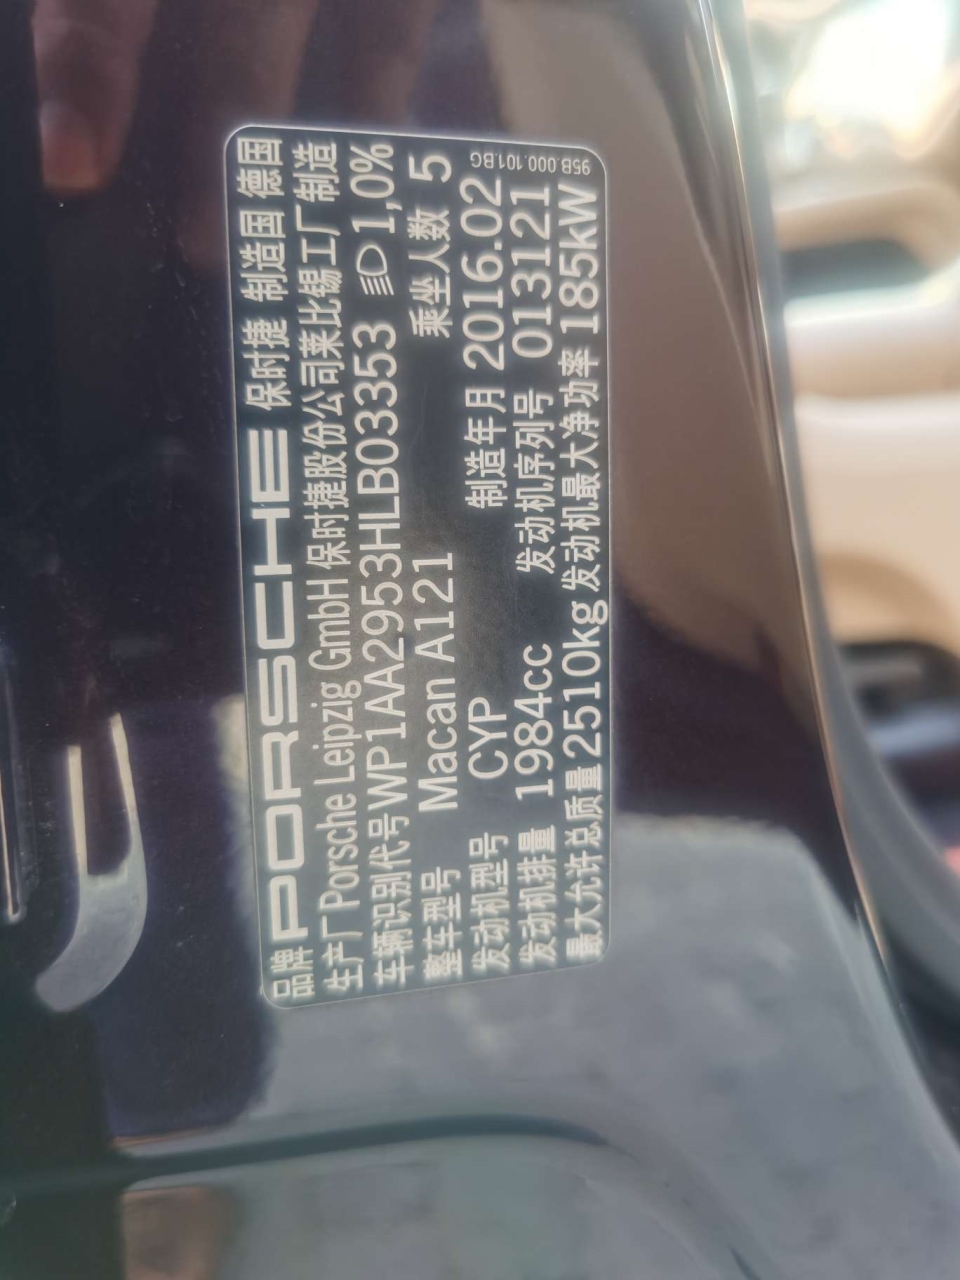 品牌 PORSCHE 保时捷 制造国 德国
生产厂 Porsche Leipzig GmbH 保时捷股份公司莱比锡工厂制造
车辆识别代号 WP1AA2953HLB03353 1,0%
整车型号 Macan A121 乘坐人数 5
发动机型号 CYP 制造年月 2016.02
发动机排量 1984cc 发动机序列号 013121
最大允许总质量 2510kg 发动机最大净功率 185kW
95B.000.101.BG